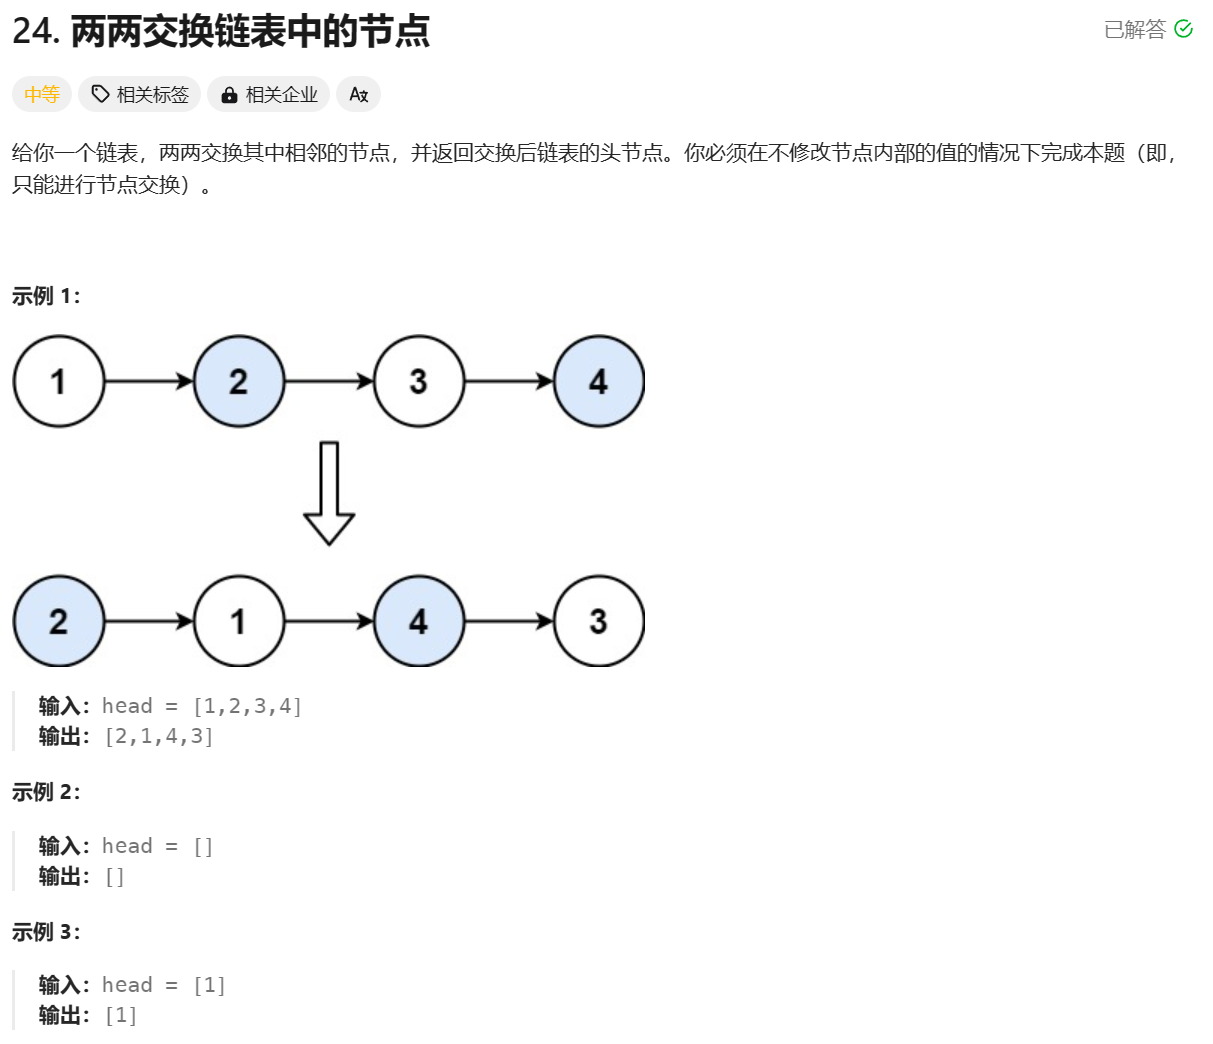 24. 两两交换链表中的节点
已解答
中等 相关标签 相关企业 A文
给你一个链表，两两交换其中相邻的节点，并返回交换后链表的头节点。你必须在不修改节点内部的值的情况下完成本题（即，
只能进行节点交换）。
示例 1：
1 2 3 4
2 1 4 3
输入：head = [1,2,3,4]
输出：[2,1,4,3]
示例 2：
输入：head = []
输出：[]
示例 3：
输入：head = [1]
输出：[1]